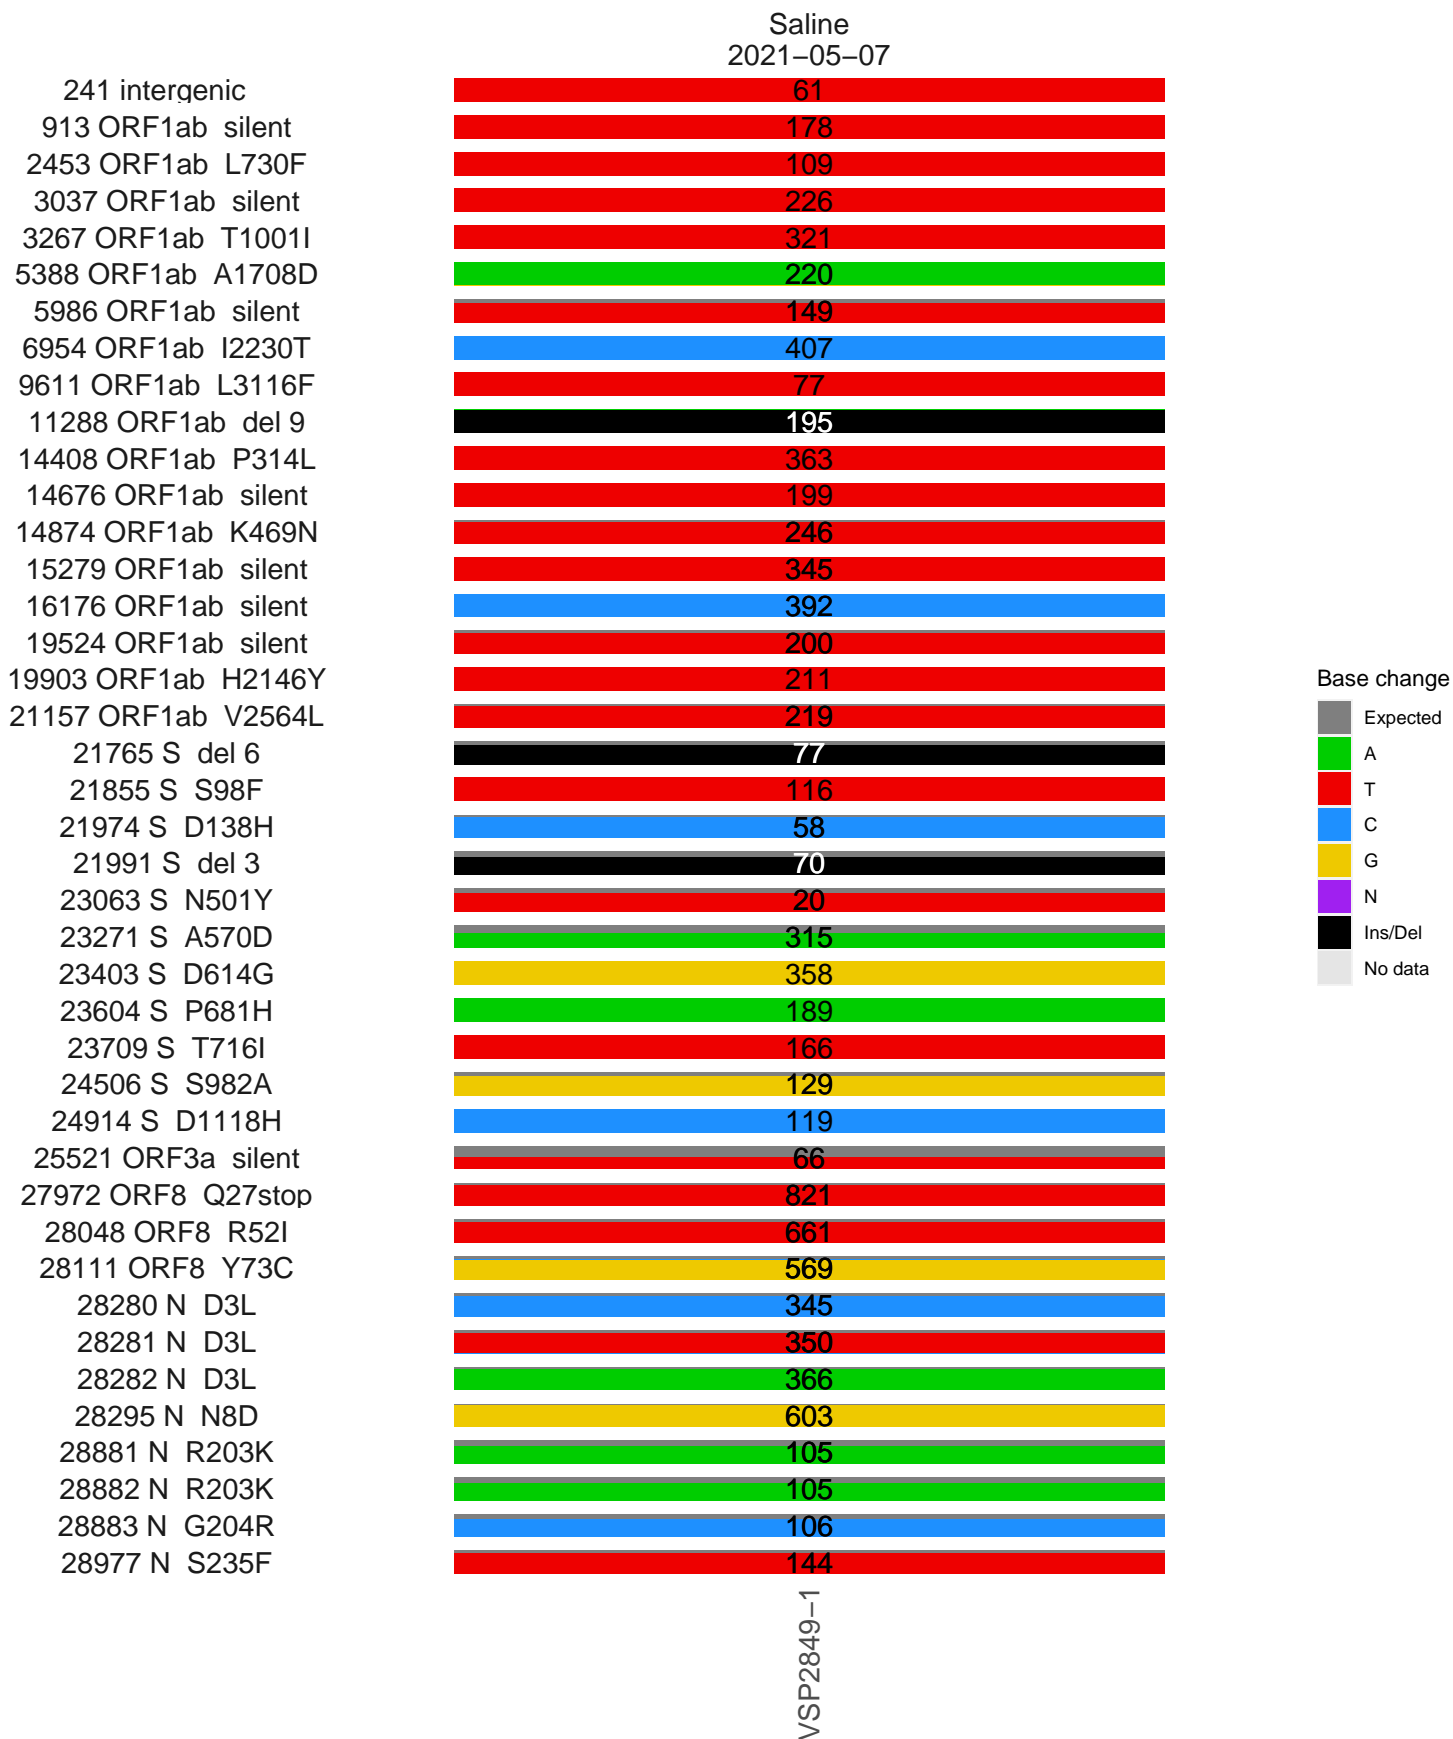 Saline
2021−05−07
241 intergenic 61
913 ORF1ab silent 178
2453 ORF1ab L730F 109
3037 ORF1ab silent 226
3267 ORF1ab T1001I 321
5388 ORF1ab A1708D 220
5986 ORF1ab silent 149
6954 ORF1ab I2230T 407
9611 ORF1ab L3116F 77
11288 ORF1ab del 9 195
14408 ORF1ab P314L 363
14676 ORF1ab silent 199
14874 ORF1ab K469N 246
15279 ORF1ab silent 345
16176 ORF1ab silent 392
19524 ORF1ab silent 200
19903 ORF1ab H2146Y 211
21157 ORF1ab V2564L 219
21765 S del 6 77
21855 S S98F 116
21974 S D138H 58
21991 S del 3 70
23063 S N501Y 20
23271 S A570D 315
23403 S D614G 358
23604 S P681H 189
23709 S T716I 166
24506 S S982A 129
24914 S D1118H 119
25521 ORF3a silent 66
27972 ORF8 Q27stop 821
28048 ORF8 R52I 661
28111 ORF8 Y73C 569
28280 N D3L 345
28281 N D3L 350
28282 N D3L 366
28295 N N8D 603
28881 N R203K 105
28882 N R203K 105
28883 N G204R 106
28977 N S235F 144
VSP2849−1
Base change
Expected
A
T
C
G
N
Ins/Del
No data